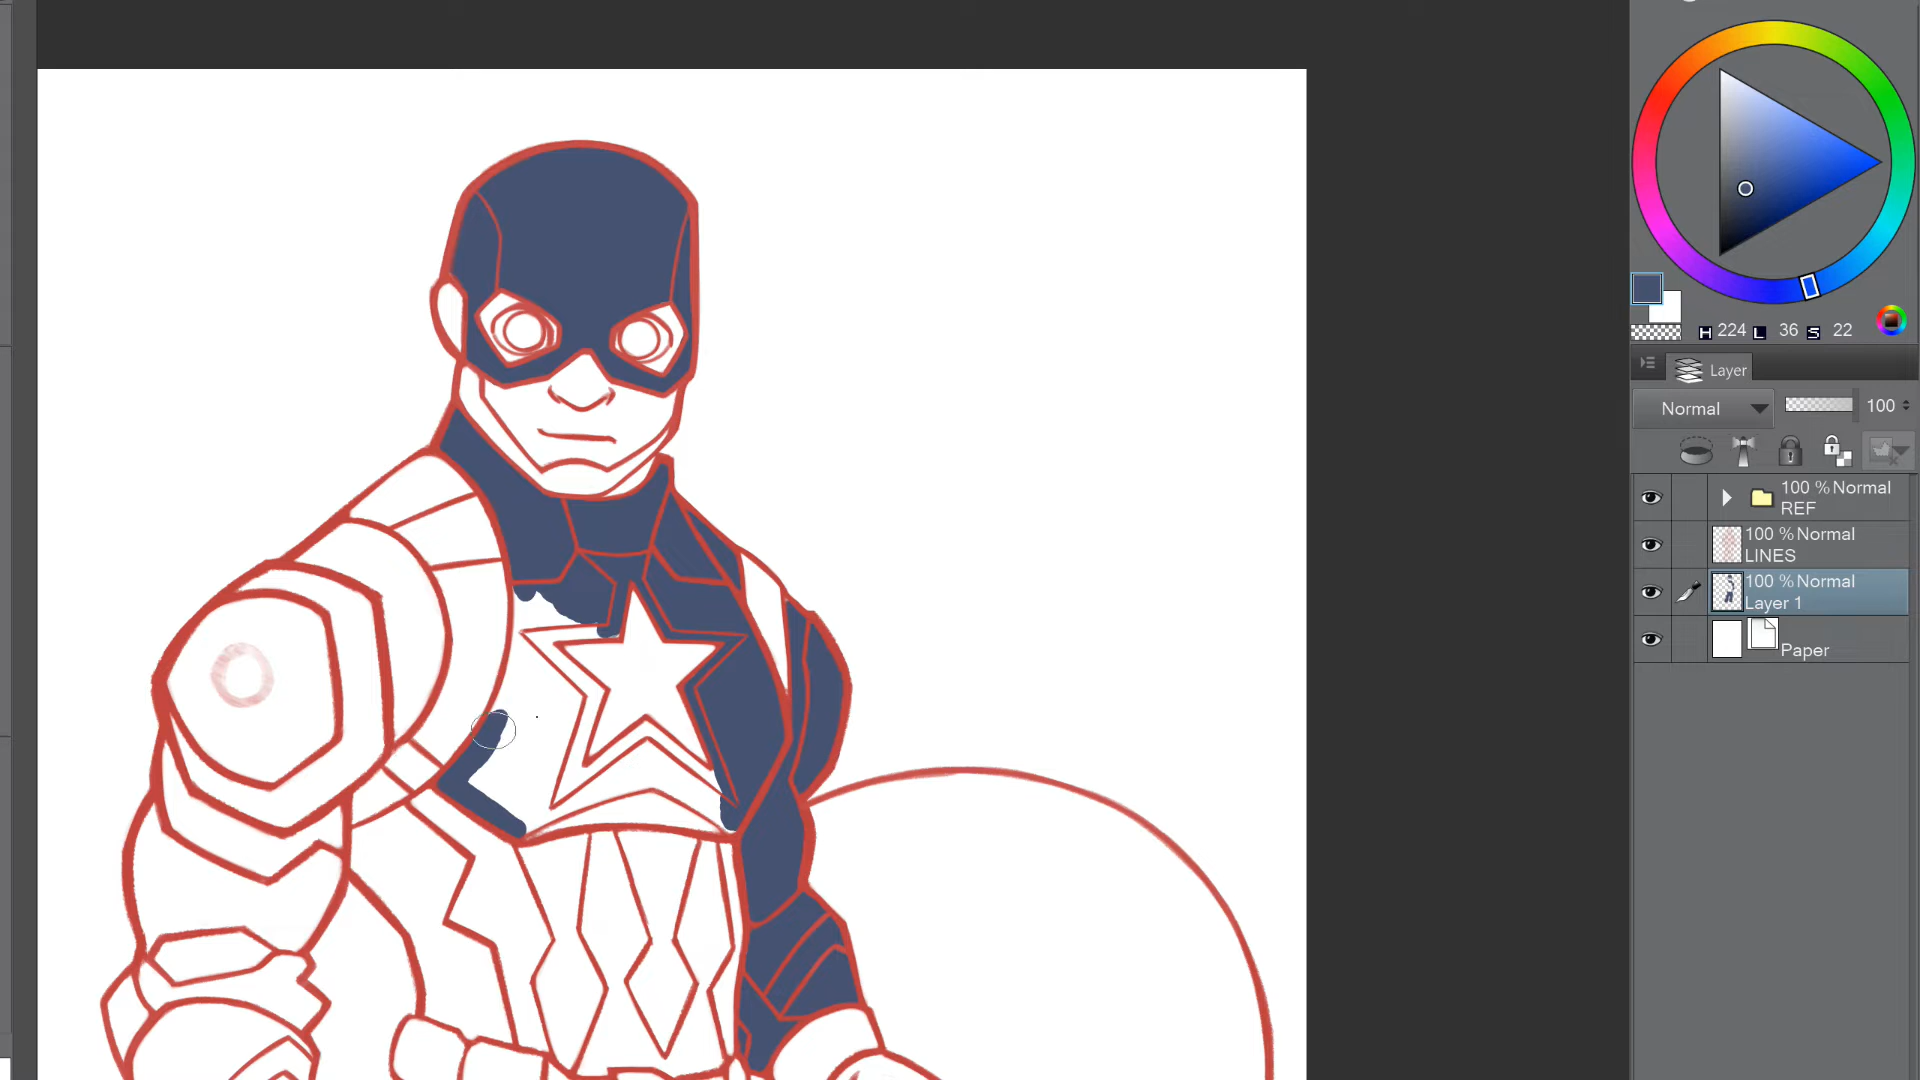 H 224 L 36 S 22
Layer
Normal 100
100 % Normal
REF
100 % Normal
LINES
100 % Normal
Layer 1
Paper